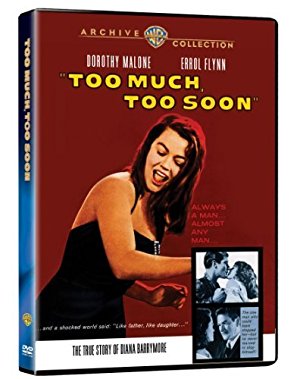 ARCHIVE COLLECTION
DOROTHY MALONE ERROL FLYNN
"TOO MUCH,
TOO SOON"
ALWAYS
A MAN...
ALMOST
ANY
MAN...
...and a shocked world said: "Like father, like daughter."
THE TRUE STORY OF DIANA BARRYMORE
TOO MUCH, TOO SOON
DVD